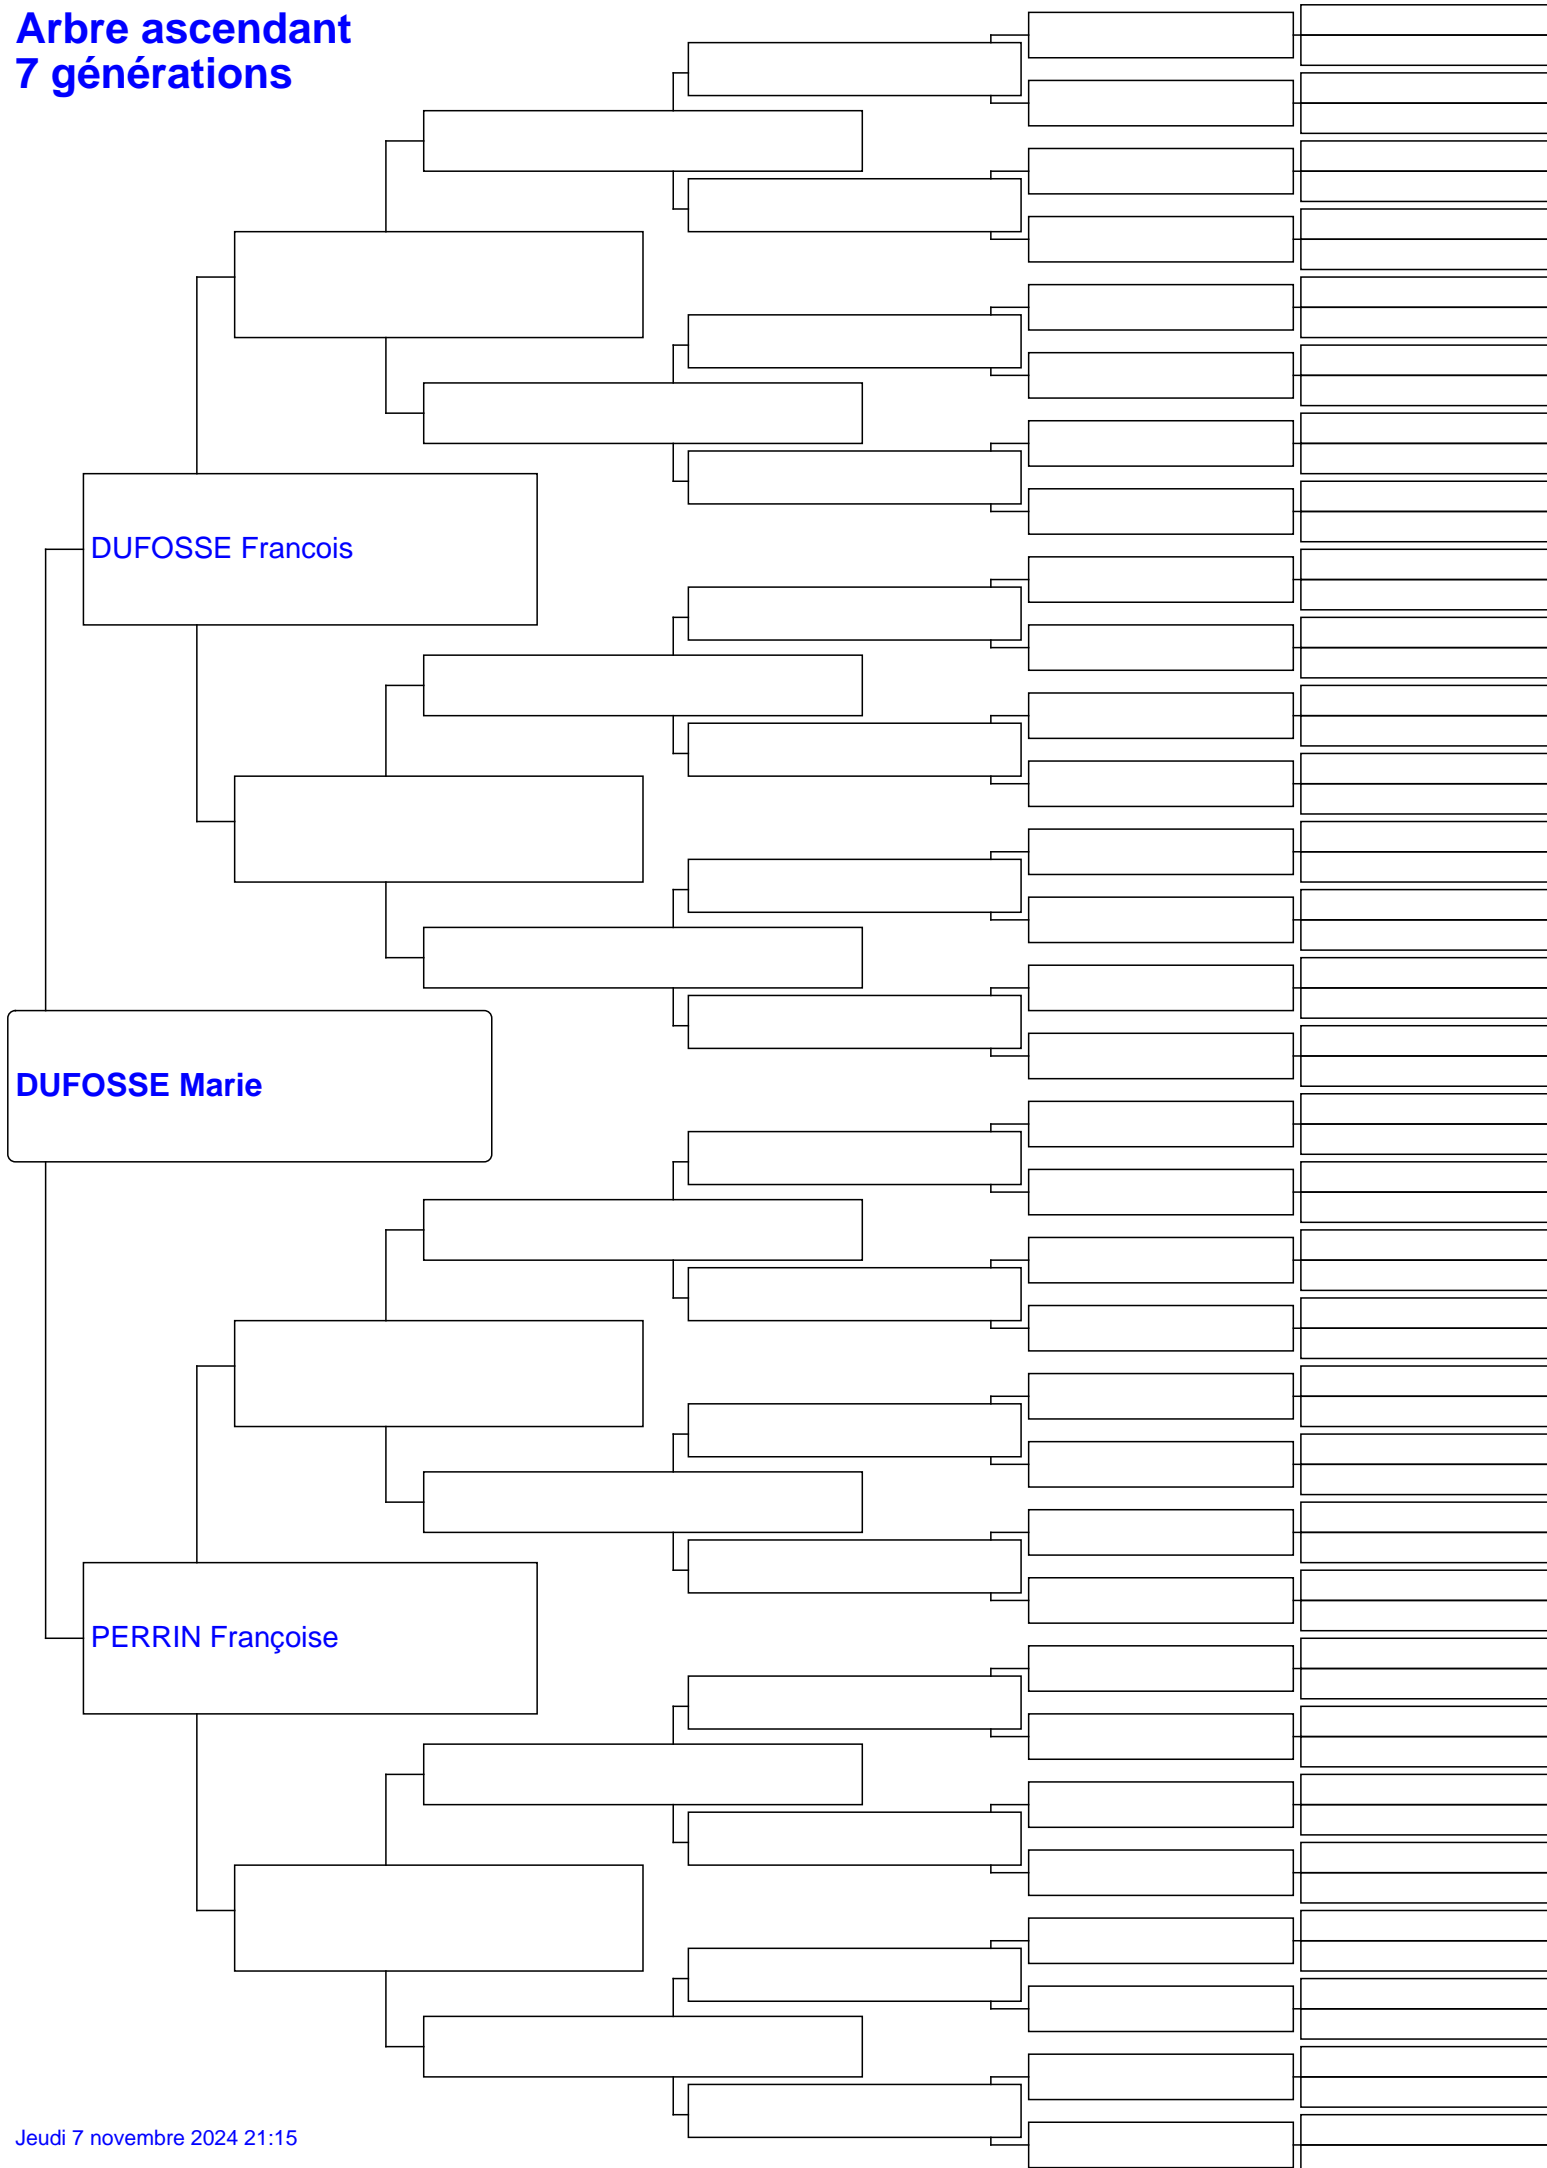 Arbre ascendant
7 générations
DUFOSSE Francois
DUFOSSE Marie
PERRIN Françoise
Jeudi 7 novembre 2024 21:15